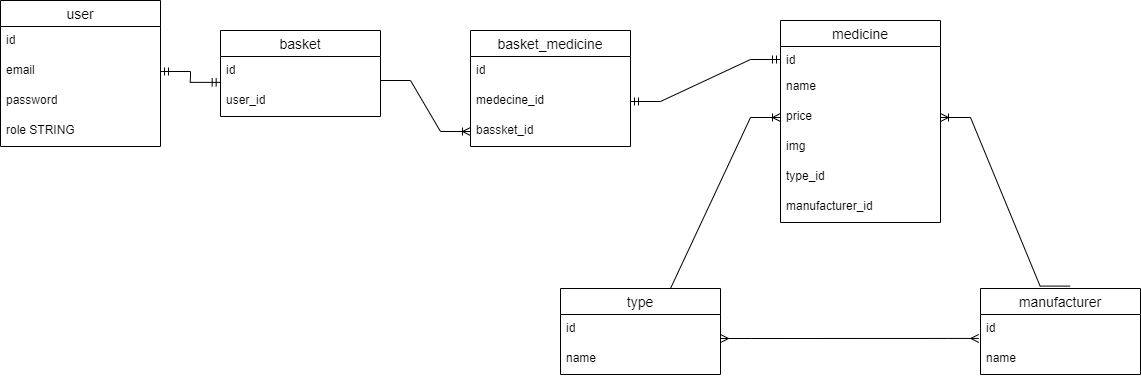 user
id
email
password
role STRING
basket
id
user_id
basket_medicine
id
medecine_id
bassket_id
medicine
id
name
price
img
type_id
manufacturer_id
type
id
name
manufacturer
id
name